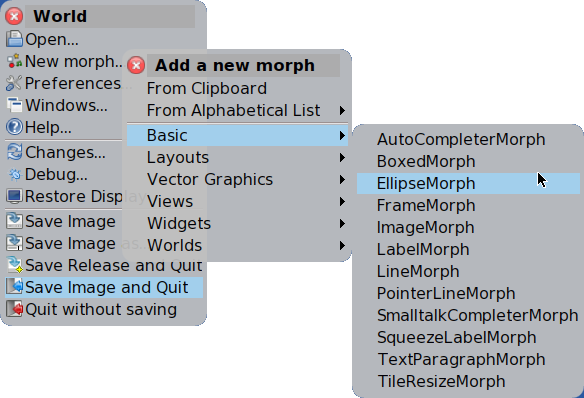 World
Open...
New morph...
Preferences...
Windows...
Help...
Changes...
Debug...
Restore Display
Save Image
Save Image as...
Save Release and Quit
Save Image and Quit
Quit without saving
Add a new morph
From Clipboard
From Alphabetical List
Basic
Layouts
Vector Graphics
Views
Widgets
Worlds
AutoCompleterMorph
BoxedMorph
EllipseMorph
FrameMorph
ImageMorph
LabelMorph
LineMorph
PointerLineMorph
SmalltalkCompleterMorph
SqueezeLabelMorph
TextParagraphMorph
TileResizeMorph